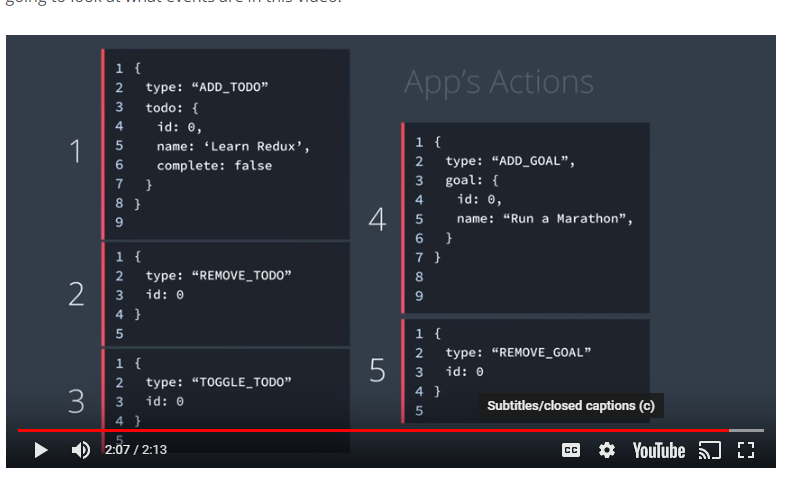 going to look at what events are in this video.
App's Actions
1
1 {
2 type: “ADD_TODO”
3 todo: {
4 id: 0,
5 name: ‘Learn Redux’,
6 complete: false
7 }
8 }
9
2
1 {
2 type: “REMOVE_TODO”
3 id: 0
4 }
5
3
1 {
2 type: “TOGGLE_TODO”
3 id: 0
4 }
5
4
1 {
2 type: “ADD_GOAL”,
3 goal: {
4 id: 0,
5 name: “Run a Marathon”,
6 }
7 }
8
9
5
1 {
2 type: “REMOVE_GOAL”
3 id: 0
4 }
5
Subtitles/closed captions (c)
2:07 / 2:13
CC
YouTube